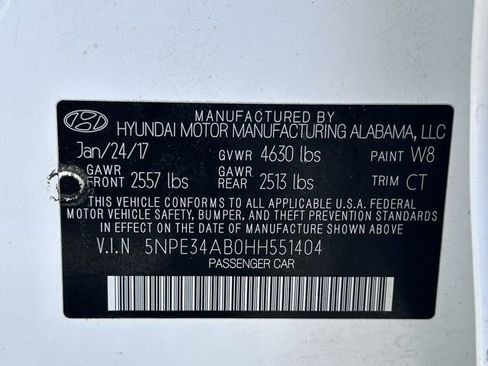 MANUFACTURED BY
HYUNDAI MOTOR MANUFACTURING ALABAMA, LLC
Jan/24/17 GVWR 4630 lbs PAINT W8
GAWR FRONT 2557 lbs GAWR REAR 2513 lbs TRIM CT
THIS VEHICLE CONFORMS TO ALL APPLICABLE U.S.A. FEDERAL
MOTOR VEHICLE SAFETY, BUMPER, AND THEFT PREVENTION
STANDARDS IN EFFECT ON THE DATE OF MANUFACTURE
SHOWN ABOVE.
V.I.N 5NPE34AB0HH551404
PASSENGER CAR